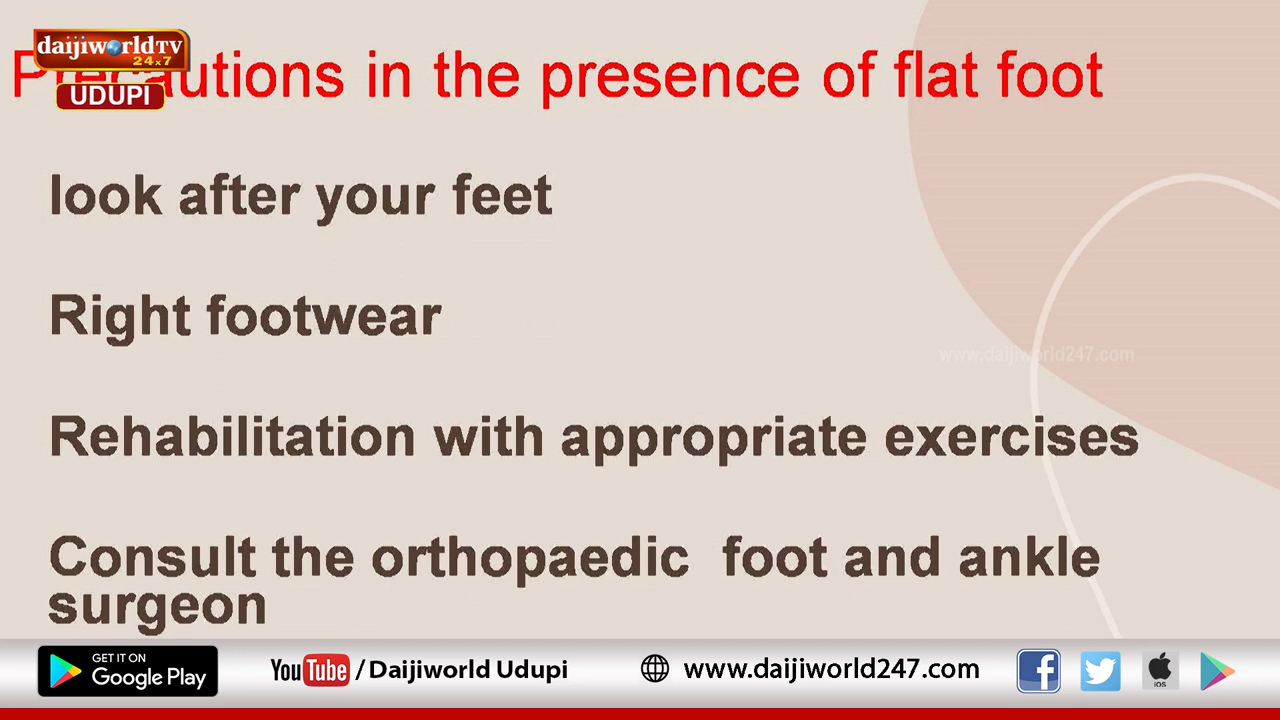 daijiworldTV
24x7
UDUPI
Precautions in the presence of flat foot
look after your feet
Right footwear
www.daijiworld247.com
Rehabilitation with appropriate exercises
Consult the orthopaedic foot and ankle
surgeon
GET IT ON
Google Play
YouTube /Daijiworld Udupi
www.daijiworld247.com
iOS